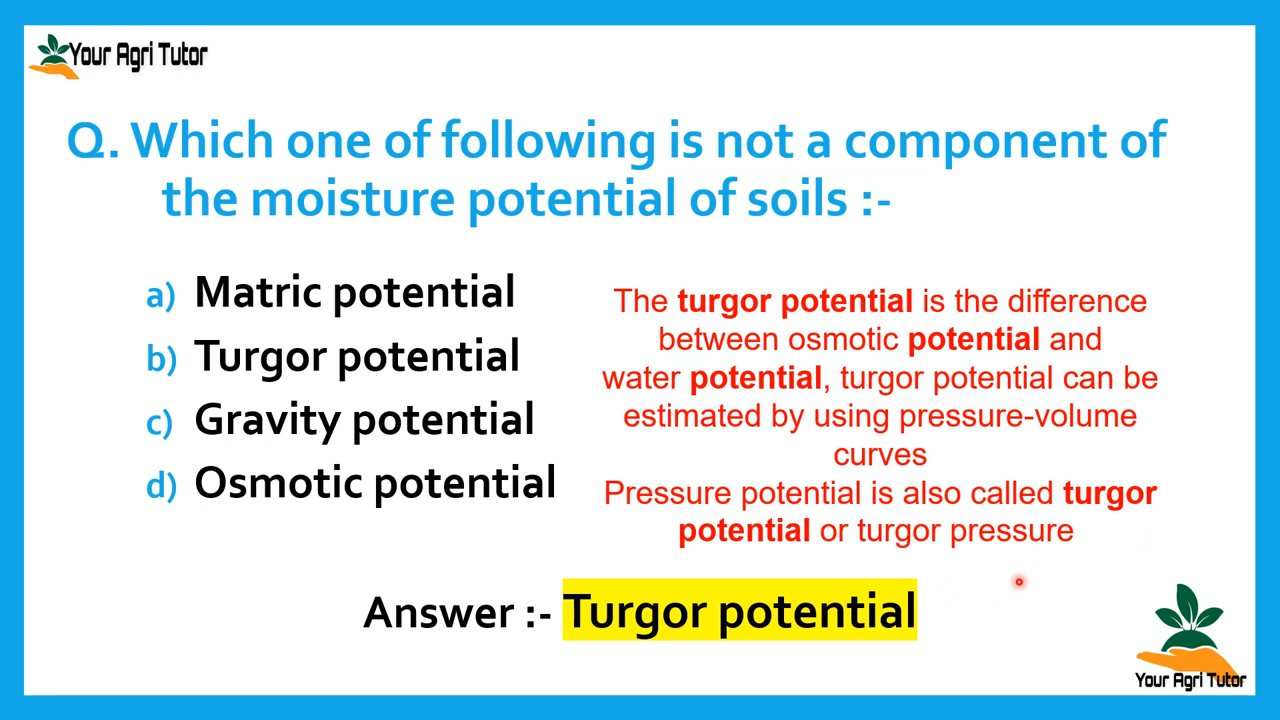 Your Agri Tutor
Q. Which one of following is not a component of
the moisture potential of soils :-
a) Matric potential
b) Turgor potential
c) Gravity potential
d) Osmotic potential
The turgor potential is the difference
between osmotic potential and
water potential, turgor potential can be
estimated by using pressure-volume
curves
Pressure potential is also called turgor
potential or turgor pressure
Answer :- Turgor potential
Your Agri Tutor